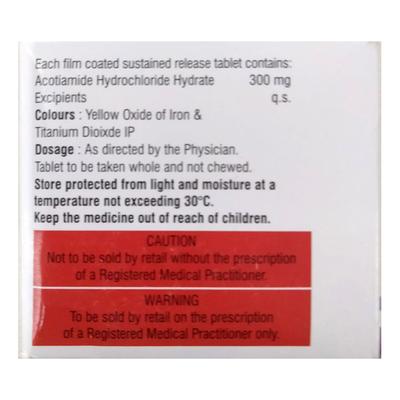 Each film coated sustained release tablet contains:
Acotiamide Hydrochloride Hydrate 300 mg
Excipients q.s.
Colours : Yellow Oxide of Iron &
Titanium Dioixde IP
Dosage : As directed by the Physician.
Tablet to be taken whole and not chewed.
Store protected from light and moisture at a
temperature not exceeding 30°C.
Keep the medicine out of reach of children.
CAUTION
Not to be sold by retail without the prescription
of a Registered Medical Practitioner.
WARNING
To be sold by retail on the prescription
of a Registered Medical Practitioner only.